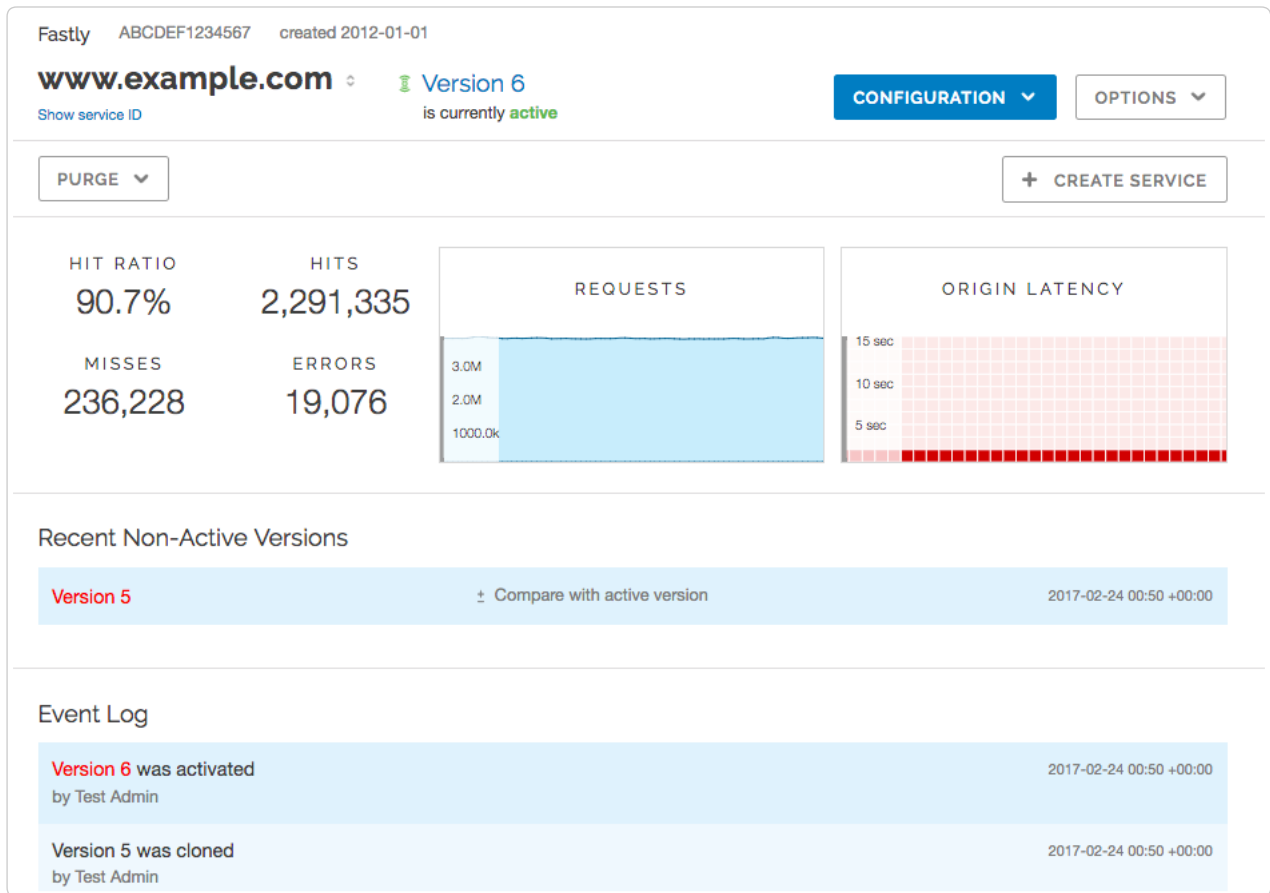 Fastly ABCDEF1234567 created 2012-01-01
www.example.com
Version 6
Show service ID
is currently active
CONFIGURATION
OPTIONS
PURGE
+ CREATE SERVICE
HIT RATIO
90.7%
HITS
2,291,335
MISSES
236,228
ERRORS
19,076
REQUESTS
3.0M
2.0M
1000.0k
ORIGIN LATENCY
15 sec
10 sec
5 sec
Recent Non-Active Versions
Version 5 ± Compare with active version 2017-02-24 00:50 +00:00
Event Log
Version 6 was activated 2017-02-24 00:50 +00:00
by Test Admin
Version 5 was cloned 2017-02-24 00:50 +00:00
by Test Admin